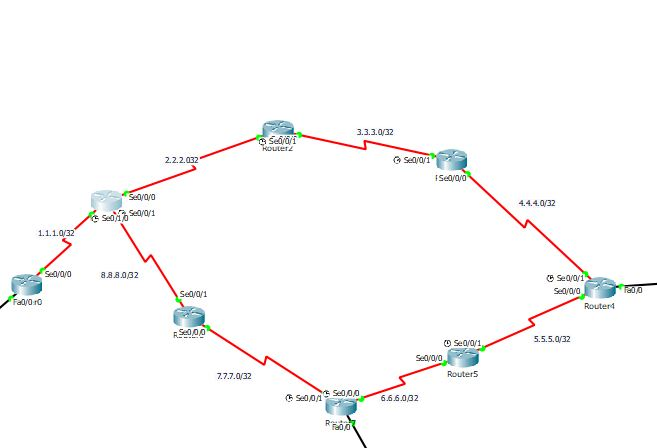 Se0/0/1
Router2
3.3.3.0/32
2.2.2.032
Se0/0/1
Se0/0/0
Se0/0/0
Se0/0/1
Se0/1/0
4.4.4.0/32
1.1.1.0/32
8.8.8.0/32
Se0/0/0
Fa0/0
r0
Se0/0/1
Se0/0/0
Se0/0/1
Se0/0/0
Fa0/0
Router4
5.5.5.0/32
Se0/0/1
Se0/0/0
Router5
7.7.7.0/32
Se0/0/1
Se0/0/0
6.6.6.0/32
Fa0/0